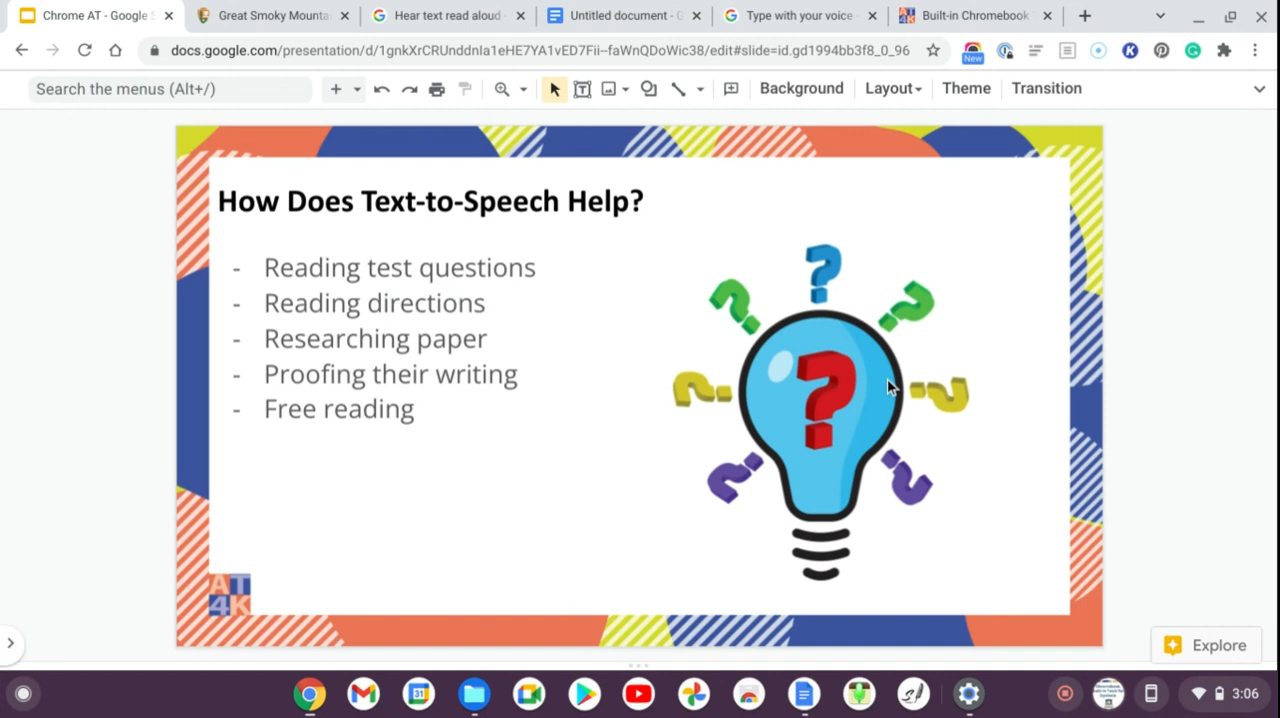 Chrome AT - Google S
Great Smoky Mounta
Hear text read aloud -
Untitled document - G
Type with your voice -
Built-in Chromebook
docs.google.com/presentation/d/1gnkXrCRUnddnIa1eHE7YA1vED7Fii--faWnQDoWic38/edit#slide=id.gd1994bb3f8_0_96
New
Search the menus (Alt+/)
Background
Layout
Theme
Transition
How Does Text-to-Speech Help?
- Reading test questions
- Reading directions
- Researching paper
- Proofing their writing
- Free reading
?
?
?
?
?
?
?
?
AT
4K
Explore
31
3:06